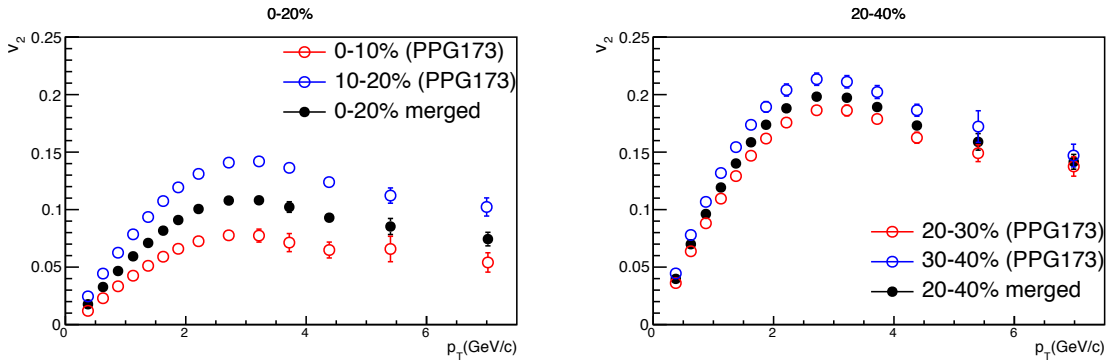 0-20%
v2
0.25
0.2
0.15
0.1
0.05
0
0-10% (PPG173)
10-20% (PPG173)
0-20% merged
0 2 4 6
pT(GeV/c)
20-40%
v2
0.25
0.2
0.15
0.1
0.05
0
20-30% (PPG173)
30-40% (PPG173)
20-40% merged
0 2 4 6
pT(GeV/c)